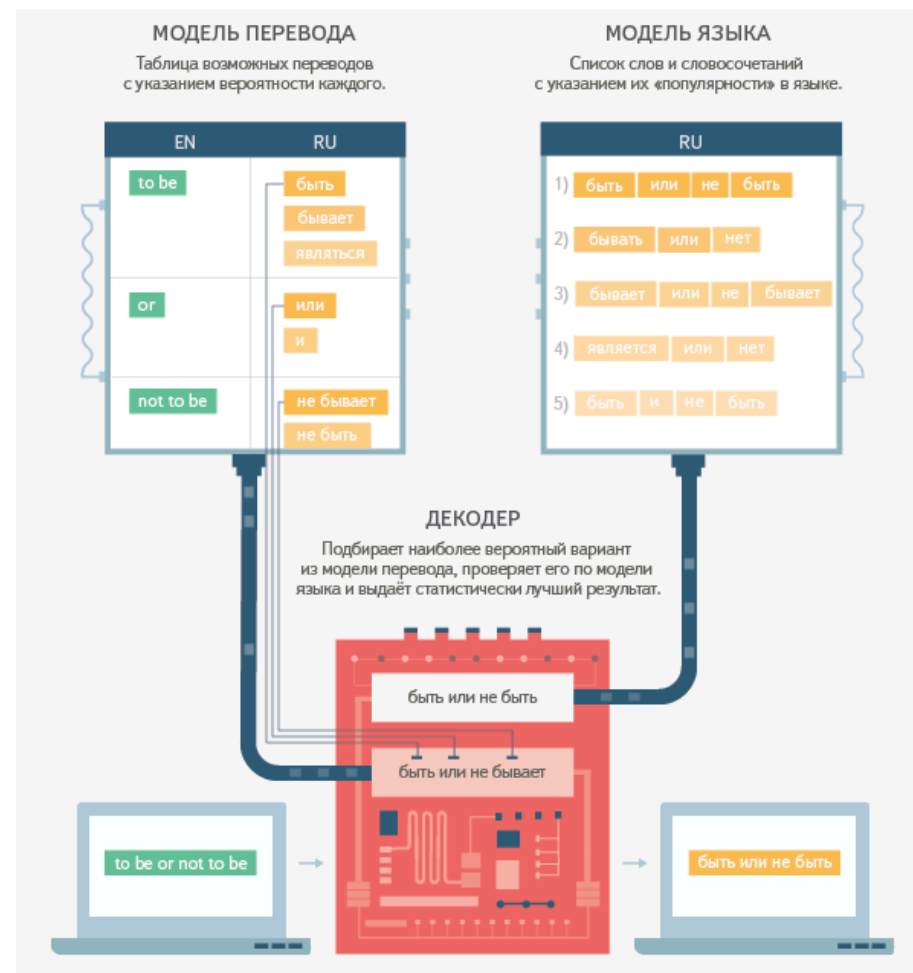 МОДЕЛЬ ПЕРЕВОДА
Таблица возможных переводов
с указанием вероятности каждого.
EN RU
to be
быть
бывает
являться
or
или
и
not to be
не бывает
не быть
МОДЕЛЬ ЯЗЫКА
Список слов и словосочетаний
с указанием их «популярности» в языке.
RU
1) быть или не быть
2) бывать или нет
3) бывает или не бывает
4) является или нет
5) быть и не быть
ДЕКОДЕР
Подбирает наиболее вероятный вариант
из модели перевода, проверяет его по модели
языка и выдаёт статистически лучший результат.
быть или не быть
быть или не бывает
to be or not to be
быть или не быть